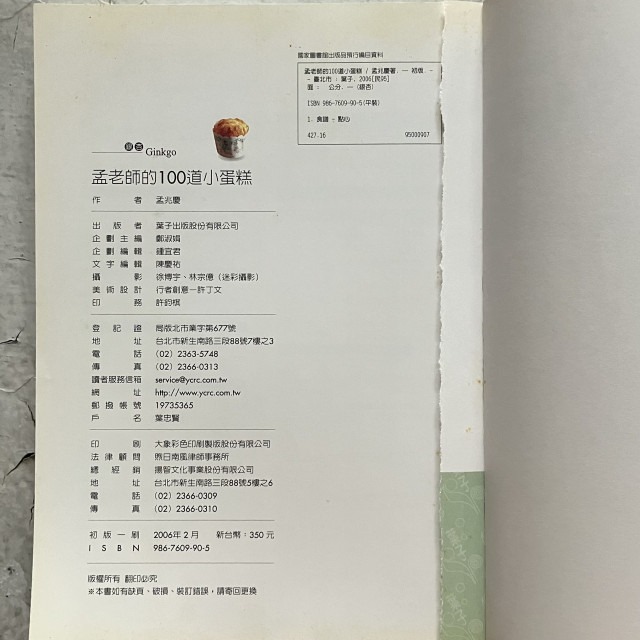 國家圖書館出版品預行編目資料
孟老師的100道小蛋糕 / 孟兆慶著. -- 初版. -
- 臺北市 : 葉子, 2006[民95]
面 ; 公分. -- (銀杏)
ISBN 986-7609-90-5(平裝)
1. 食譜 - 點心
427.16 95000907
銀杏 Ginkgo
孟老師的100道小蛋糕
作 者 孟兆慶
出 版 者 葉子出版股份有限公司
企 劃 主 編 鄭淑娟
企 劃 編 輯 鍾宜君
文 字 編 輯 陳慶祐
攝 影 徐博宇、林宗億（迷彩攝影）
美 術 設 計 行者創意－許丁文
印 務 許鈞棋
登 記 證 局版北市業字第677號
地 址 台北市新生南路三段88號7樓之3
電 話 (02) 2363-5748
傳 真 (02) 2366-0313
讀者服務信箱 service@ycrc.com.tw
網 址 http://www.ycrc.com.tw
郵 撥 帳 號 19735365
戶 名 葉忠賢
印 刷 大象彩色印刷製版股份有限公司
法 律 顧 問 煦日南風律師事務所
總 經 銷 揚智文化事業股份有限公司
地 址 台北市新生南路三段88號5樓之6
電 話 (02) 2366-0309
傳 真 (02) 2366-0310
初 版 一 刷 2006年2月 新台幣：350元
I S B N 986-7609-90-5
版權所有 翻印必究
※本書如有缺頁、破損、裝訂錯誤，請寄回更換